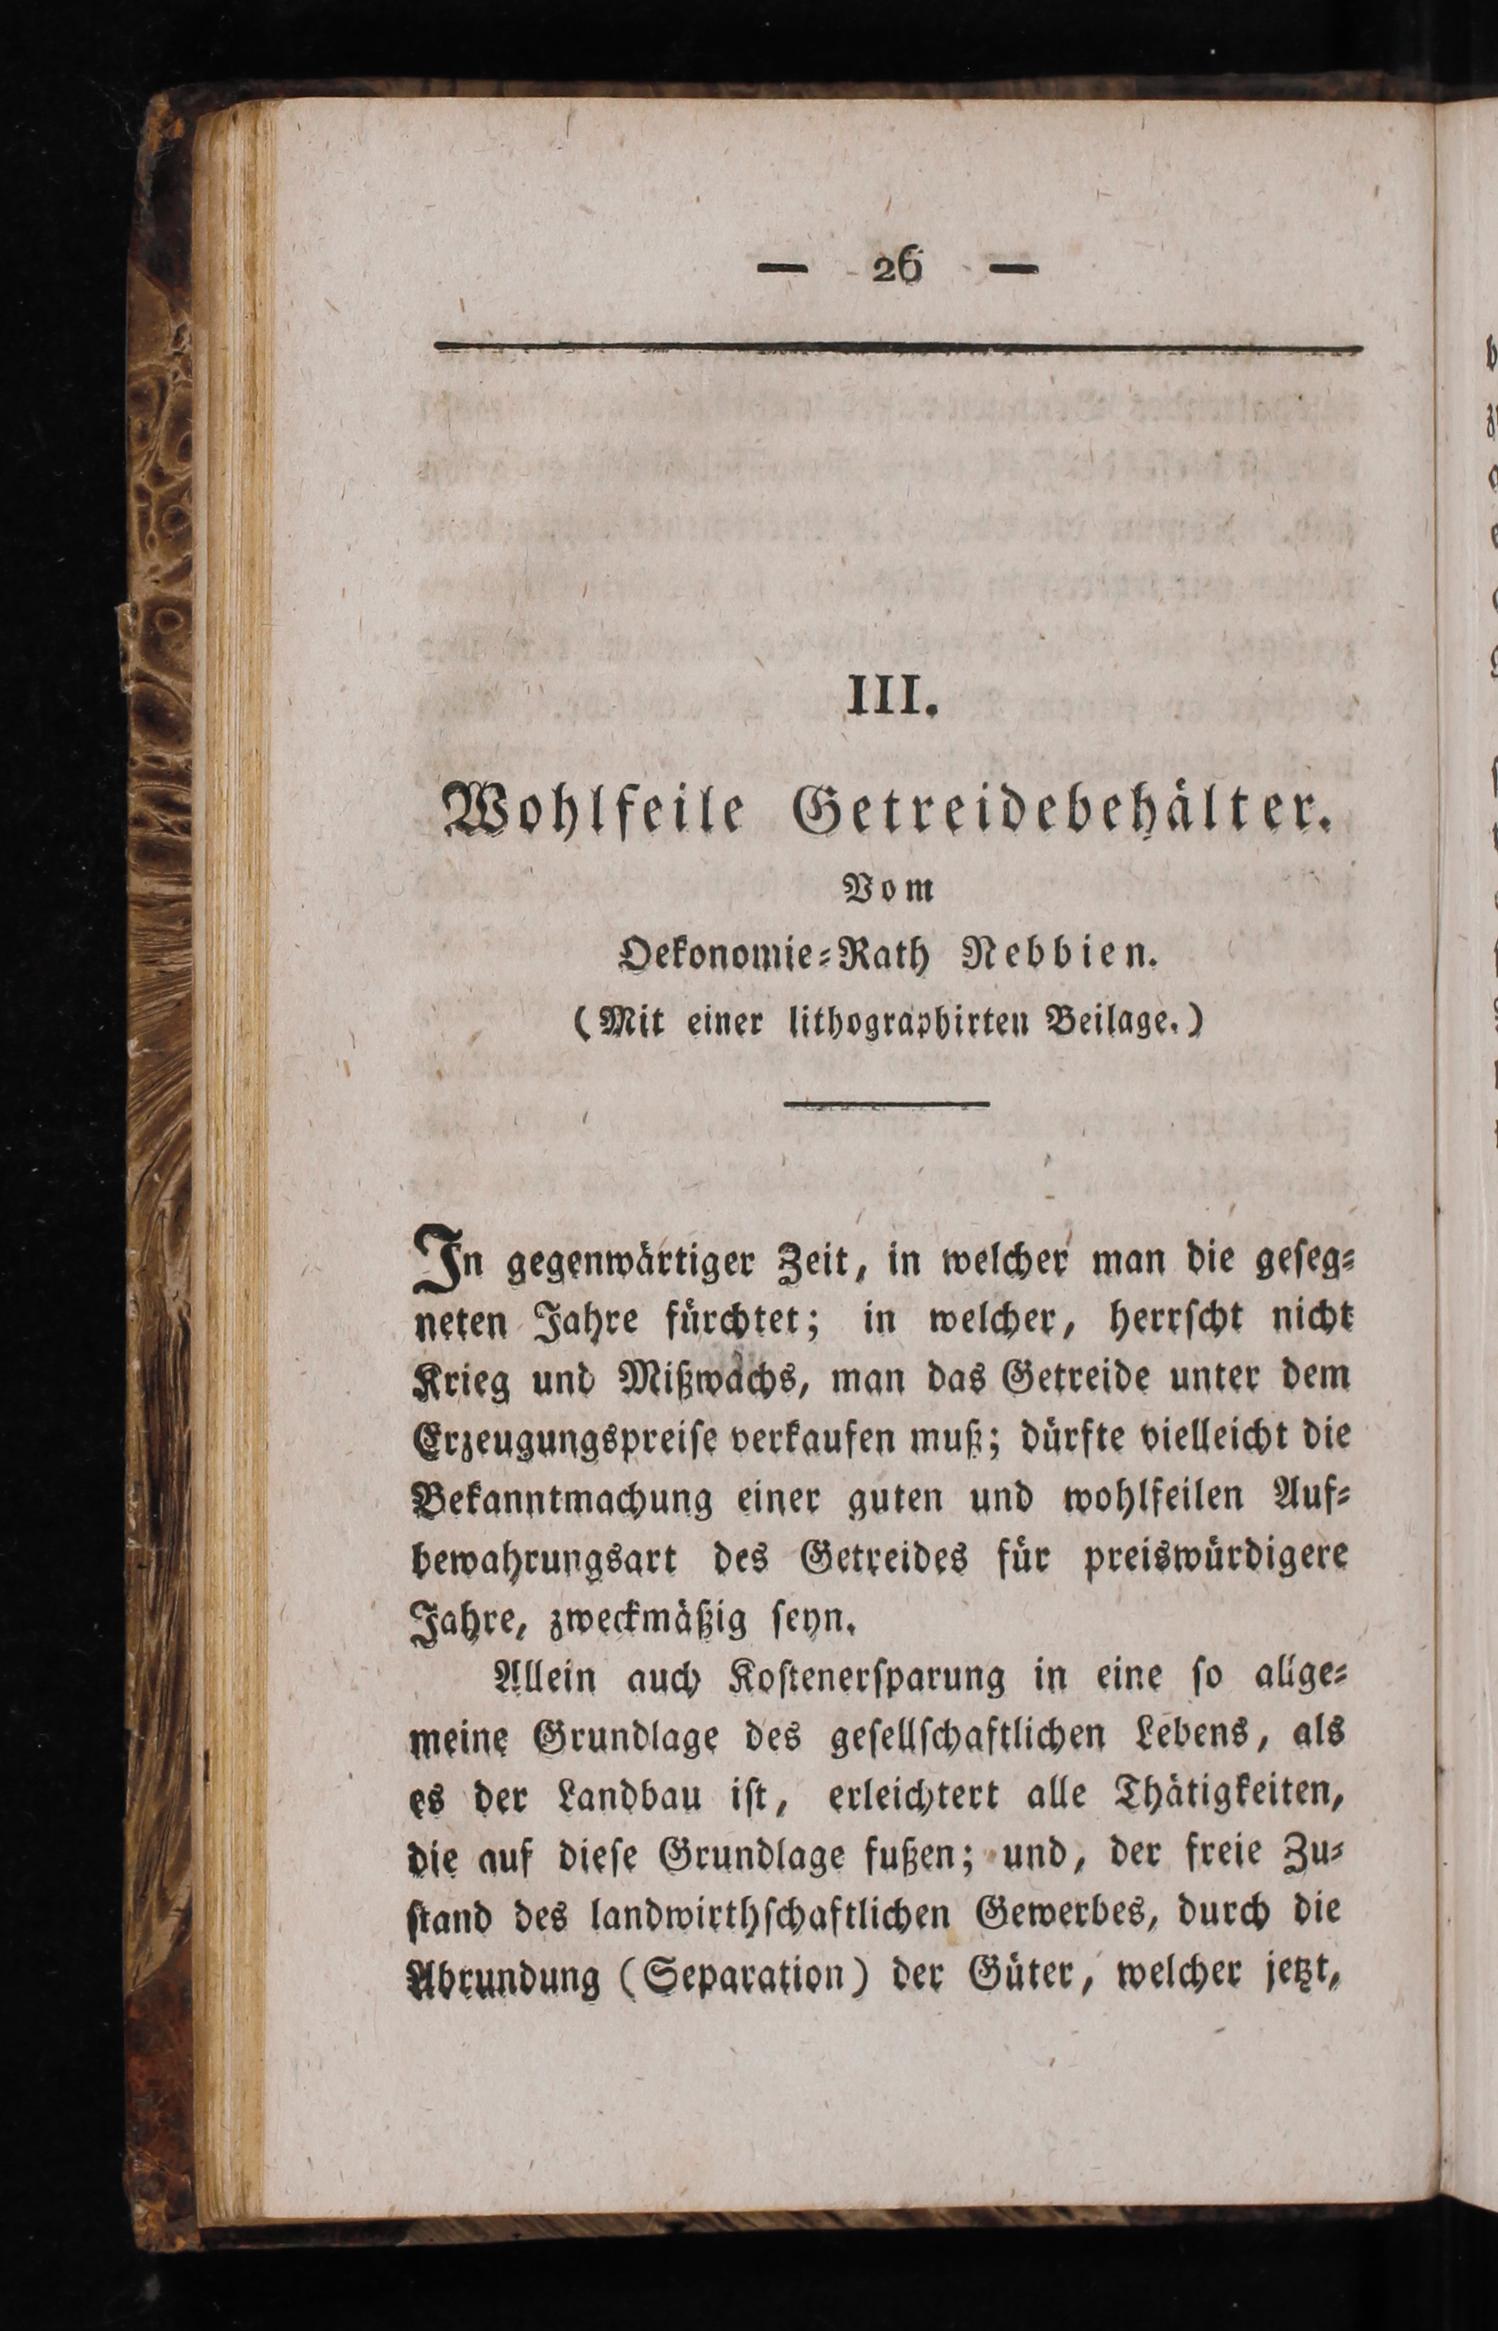 — 26 —
III.
Wohlfeile Getreidebehälter.
Vom
Oekonomie-Rath Nebbien.
(Mit einer lithographirten Beilage.)
In gegenwärtiger Zeit, in welcher man die geseg-
neten Jahre fürchtet; in welcher, herrscht nicht
Krieg und Mißwachs, man das Getreide unter dem
Erzeugungspreise verkaufen muß; dürfte vielleicht die
Bekanntmachung einer guten und wohlfeilen Auf-
bewahrungsart des Getreides für preiswürdigere
Jahre, zweckmäßig seyn.
Allein auch Kostenersparung in eine so allge-
meine Grundlage des gesellschaftlichen Lebens, als
es der Landbau ist, erleichtert alle Thätigkeiten,
die auf diese Grundlage fußen; und, der freie Zu-
stand des landwirthschaftlichen Gewerbes, durch die
Abrundung (Separation) der Güter, welcher jetzt,